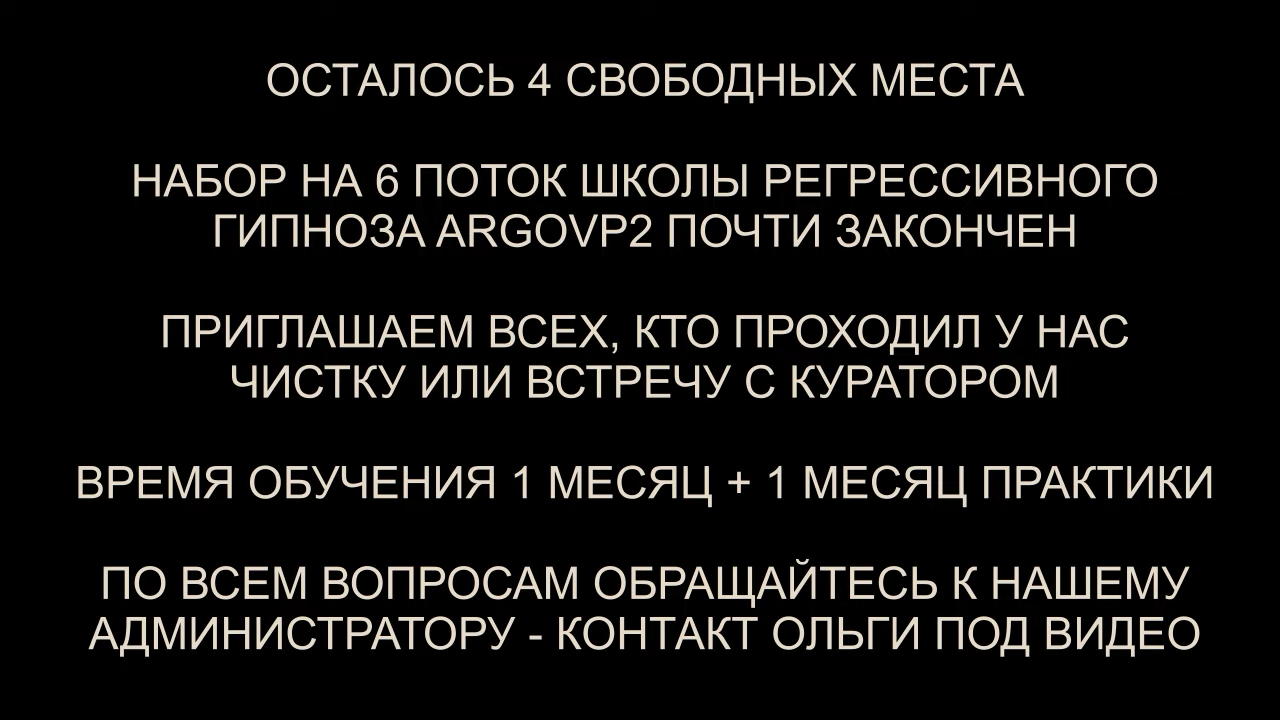 ОСТАЛОСЬ 4 СВОБОДНЫХ МЕСТА
НАБОР НА 6 ПОТОК ШКОЛЫ РЕГРЕССИВНОГО
ГИПНОЗА ARGOVP2 ПОЧТИ ЗАКОНЧЕН
ПРИГЛАШАЕМ ВСЕХ, КТО ПРОХОДИЛ У НАС
ЧИСТКУ ИЛИ ВСТРЕЧУ С КУРАТОРОМ
ВРЕМЯ ОБУЧЕНИЯ 1 МЕСЯЦ + 1 МЕСЯЦ ПРАКТИКИ
ПО ВСЕМ ВОПРОСАМ ОБРАЩАЙТЕСЬ К НАШЕМУ
АДМИНИСТРАТОРУ - КОНТАКТ ОЛЬГИ ПОД ВИДЕО